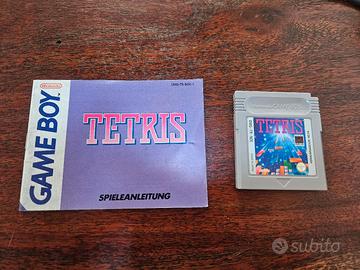 Nintendo
GAME BOY
TETRIS
SPIELEANLEITUNG
TETRIS
subito